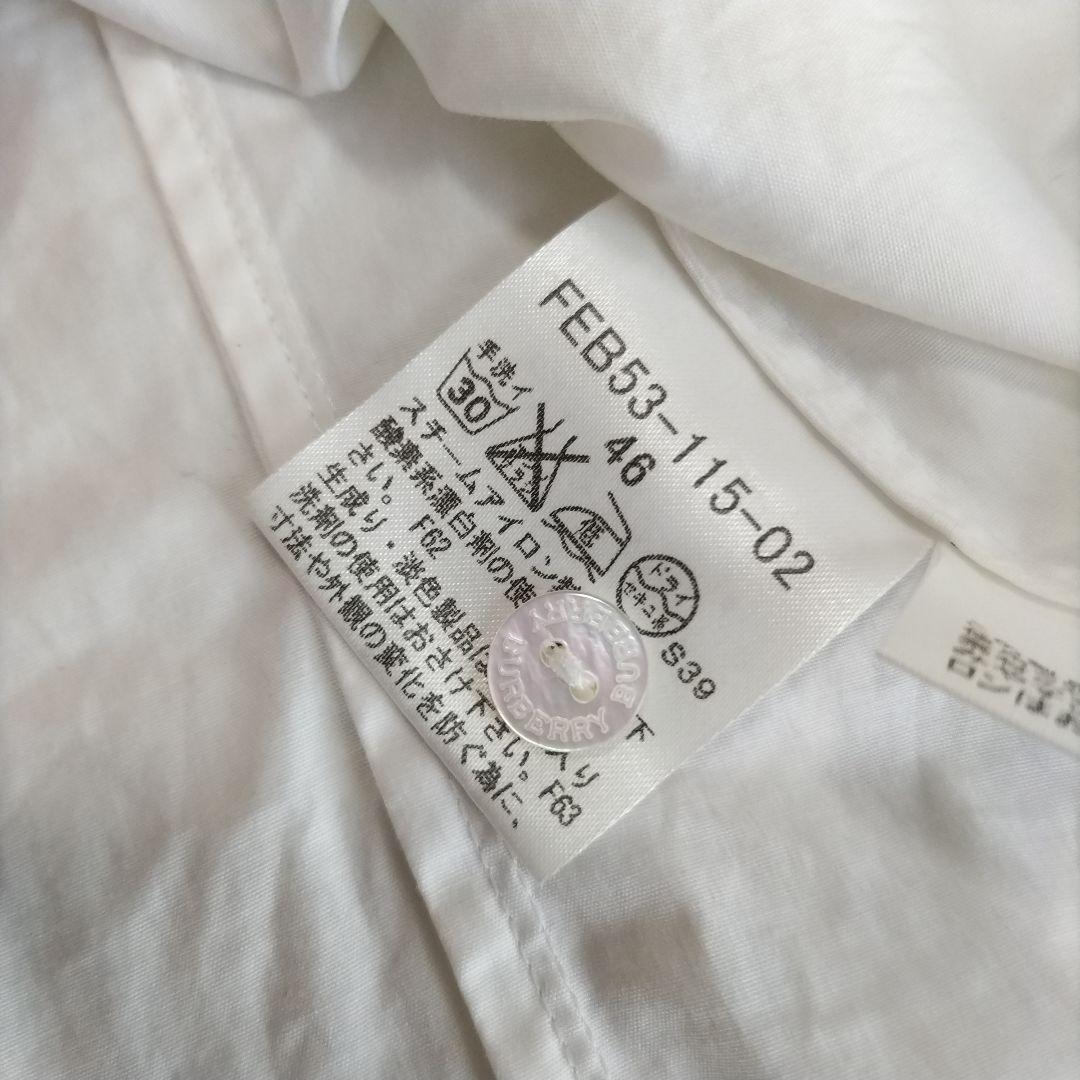 FEB53-115-02
46
手洗イ
30
低
ドライ
セキユ系
S39
スチームアイロン
酸素系漂白剤の使
下
さい。 F62
生成り・淡色製品は
入り
洗剤の使用はおさけ下さい。 F63
寸法や外観の変化を防ぐ為に、
BURBERRY BURBERRY